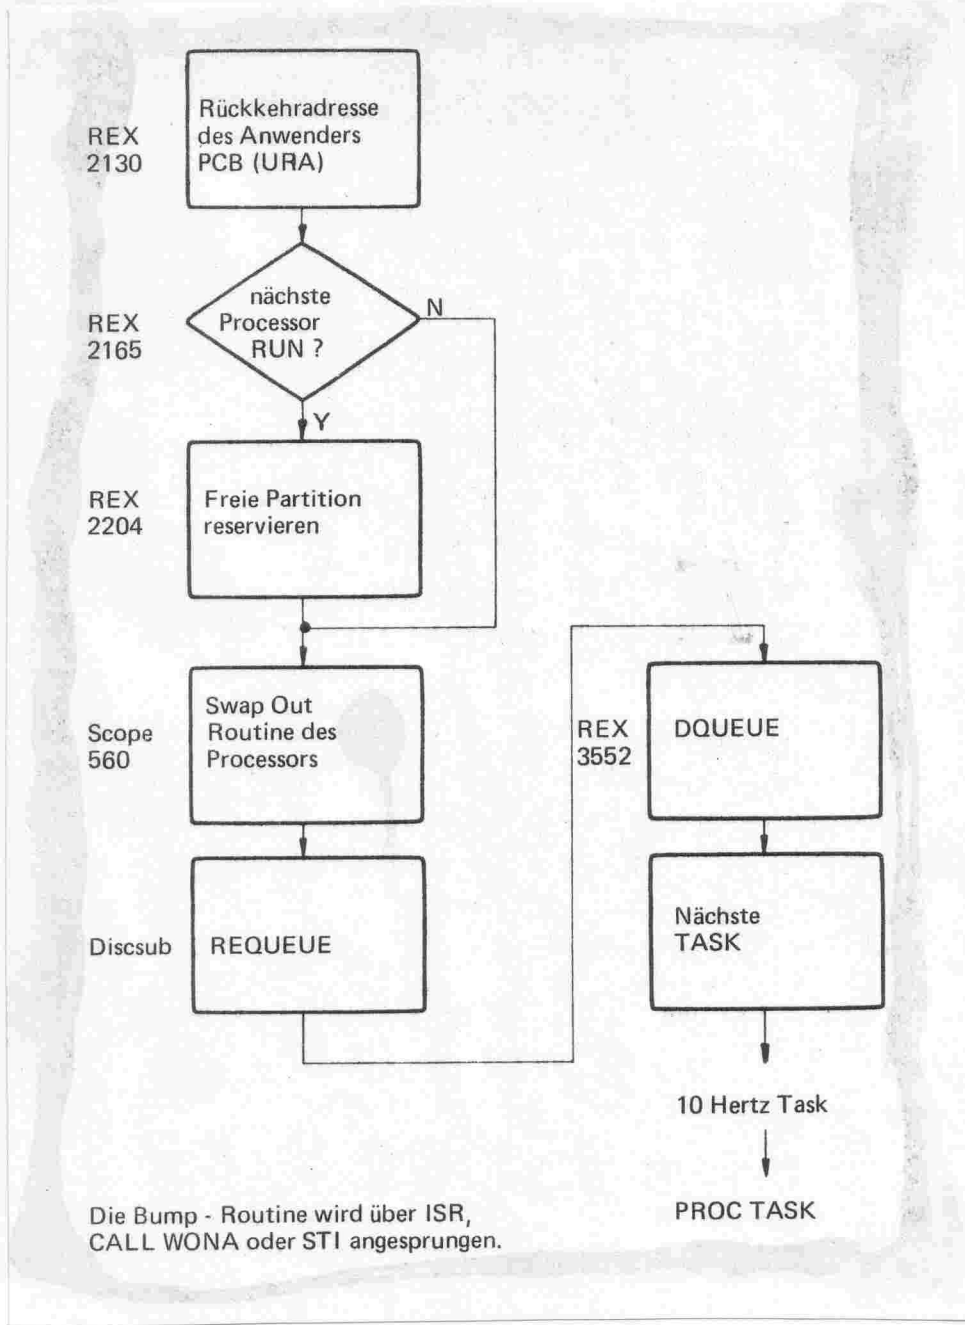 REX
2130
Rückkehradresse
des Anwenders
PCB (URA)
REX
2165
nächste
Processor
RUN ?
N
Y
REX
2204
Freie Partition
reservieren
Scope
560
Swap Out
Routine des
Processors
Discsub
REQUEUE
REX
3552
DQUEUE
Nächste
TASK
10 Hertz Task
PROC TASK
Die Bump - Routine wird über ISR,
CALL WONA oder STI angesprungen.